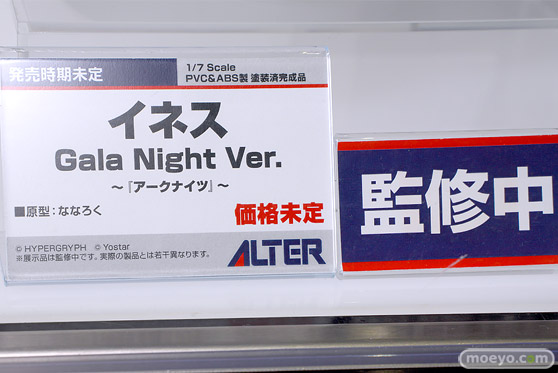 発売時期未定
1/7 Scale
PVC&ABS製 塗装済完成品
イネス
Gala Night Ver.
～『アークナイツ』～
■原型：ななろく
価格未定
© HYPERGRYPH © Yostar
※展示品は監修中です。実際の製品とは若干異なります。
ALTER
監修中
moeyo.com